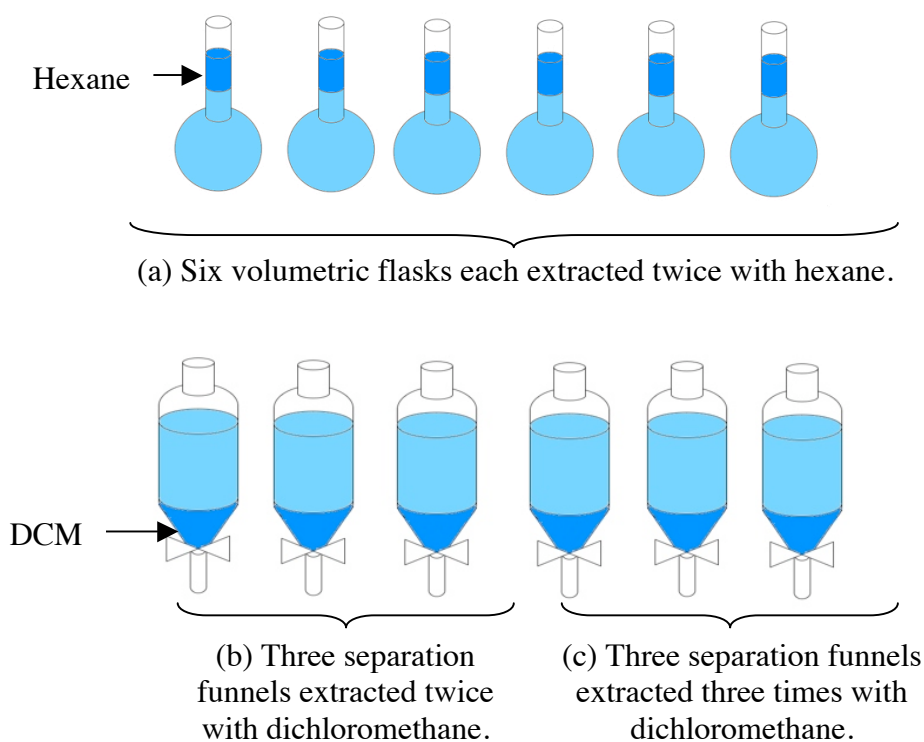 Hexane
(a) Six volumetric flasks each extracted twice with hexane.
DCM
(b) Three separation
funnels extracted twice
with dichloromethane.
(c) Three separation funnels
extracted three times with
dichloromethane.